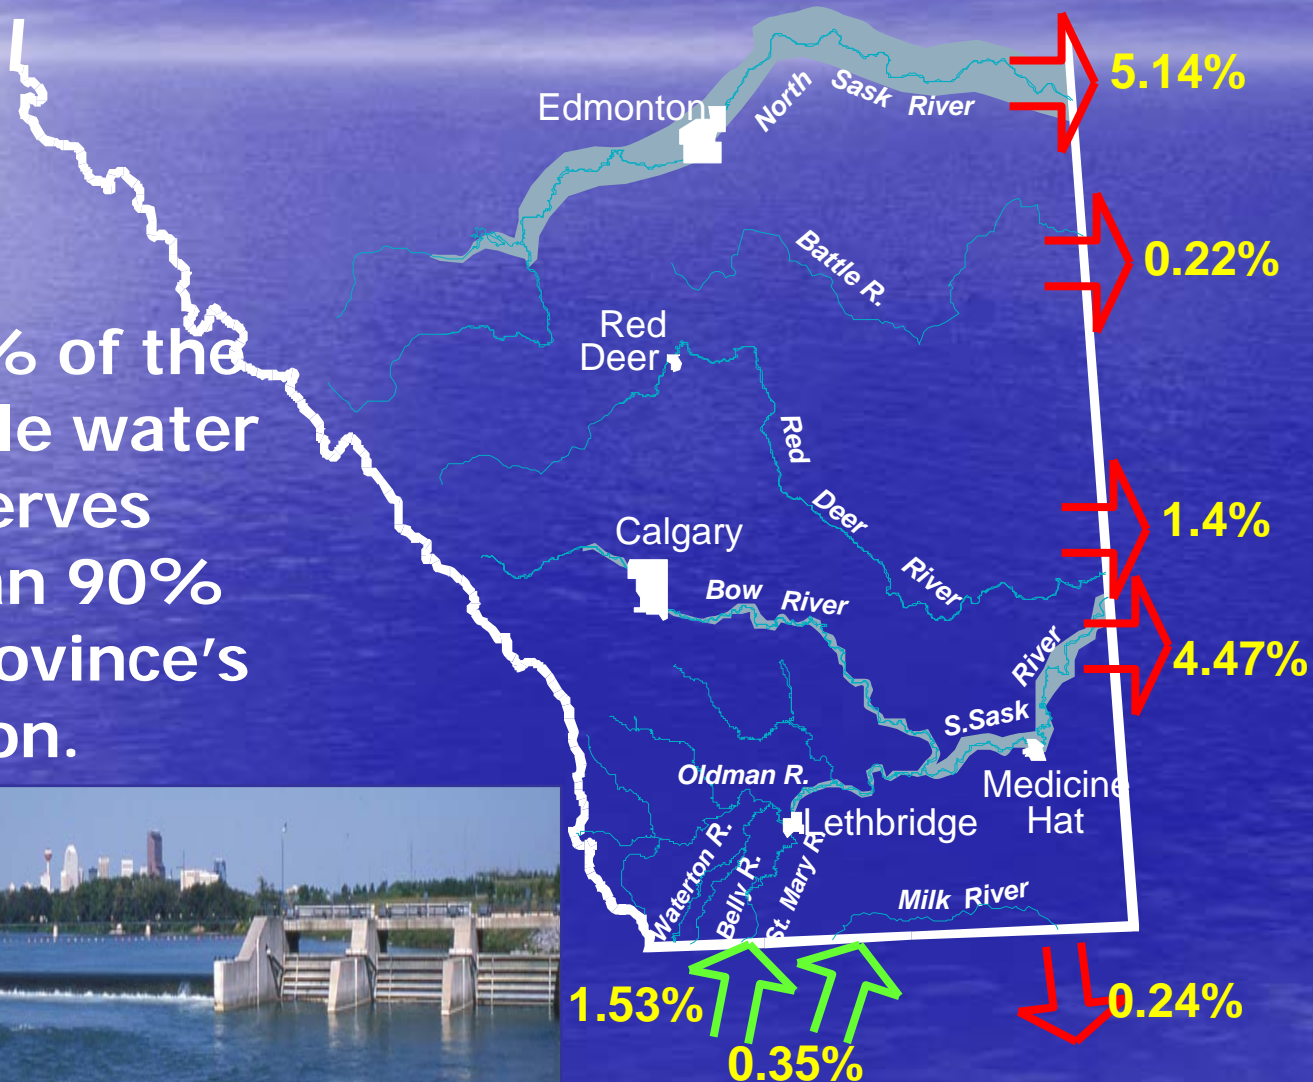 % of the
le water
erves
an 90%
ovince's
on.
Edmonton
North Sask River
5.14%
Battle R.
0.22%
Red
Deer
Red Deer River
1.4%
Calgary
Bow River
4.47%
S.Sask River
Oldman R.
Medicine
Hat
Lethbridge
Waterton R.
Belly R.
St. Mary R.
Milk River
1.53%
0.35%
0.24%